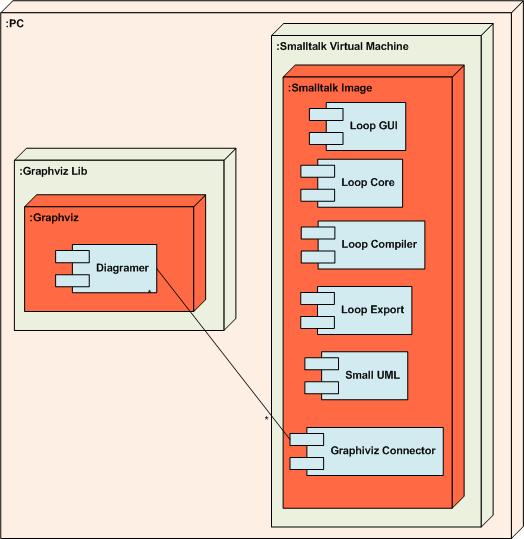 :PC
:Smalltalk Virtual Machine
:Smalltalk Image
Loop GUI
Loop Core
Loop Compiler
Loop Export
Small UML
Graphiviz Connector
:Graphviz Lib
:Graphviz
Diagramer
*
*